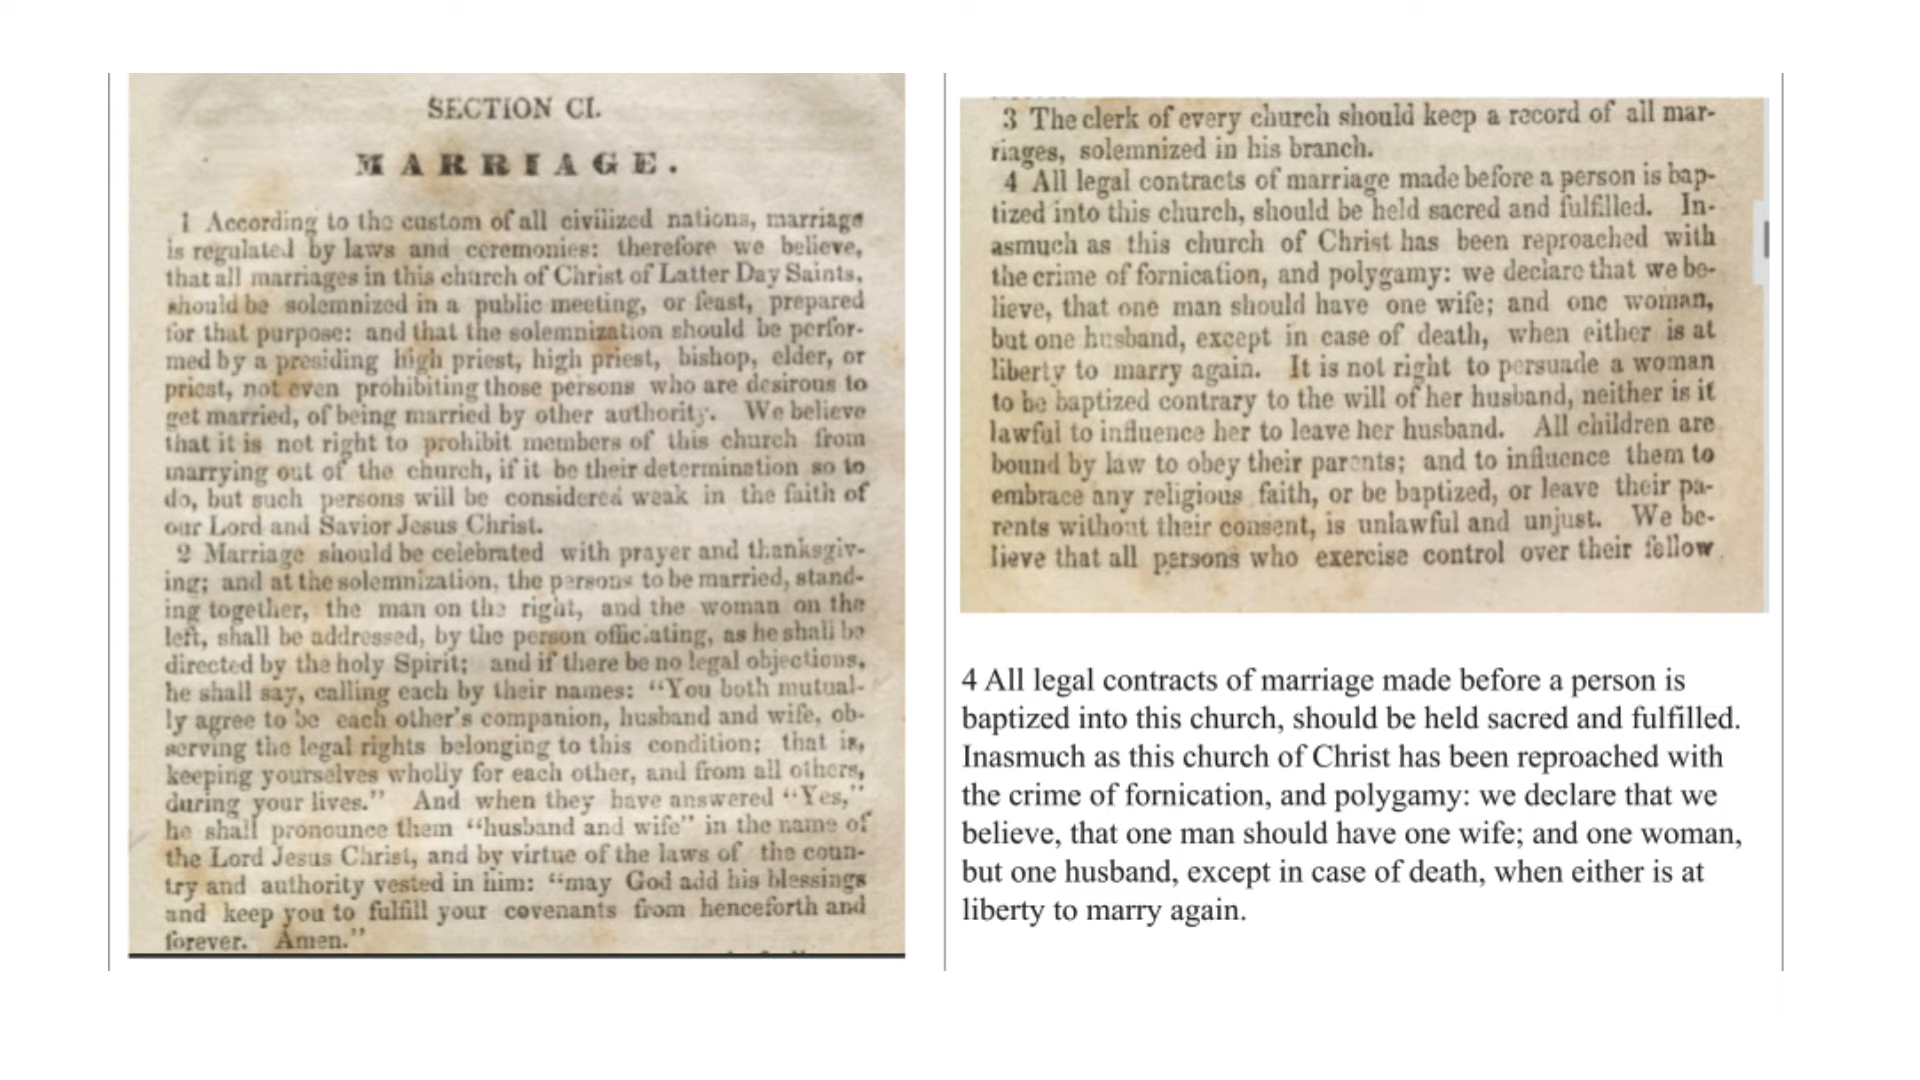 SECTION CI.
MARRIAGE.
1 According to the custom of all civilized nations, marriage
is regulated by laws and ceremonies: therefore we believe,
that all marriages in this church of Christ of Latter Day Saints,
should be solemnized in a public meeting, or feast, prepared
for that purpose: and that the solemnization should be perfor-
med by a presiding high priest, high priest, bishop, elder, or
priest, not even prohibiting those persons who are desirous to
get married, of being married by other authority. We believe
that it is not right to prohibit members of this church from
marrying out of the church, if it be their determination so to
do, but such persons will be considered weak in the faith of
our Lord and Savior Jesus Christ.
2 Marriage should be celebrated with prayer and thanksgiv-
ing; and at the solemnization, the persons to be married, stand-
ing together, the man on the right, and the woman on the
left, shall be addressed, by the person officiating, as he shall be
directed by the holy Spirit; and if there be no legal objections,
he shall say, calling each by their names: “You both mutual-
ly agree to be each other’s companion, husband and wife, ob-
serving the legal rights belonging to this condition; that is,
keeping yourselves wholly for each other, and from all others,
during your lives.” And when they have answered “Yes,”
he shall pronounce them “husband and wife” in the name of
the Lord Jesus Christ, and by virtue of the laws of the coun-
try and authority vested in him: “may God add his blessings
and keep you to fulfill your covenants from henceforth and
forever. Amen.”
3 The clerk of every church should keep a record of all mar-
riages, solemnized in his branch.
4 All legal contracts of marriage made before a person is bap-
tized into this church, should be held sacred and fulfilled. In-
asmuch as this church of Christ has been reproached with
the crime of fornication, and polygamy: we declare that we be-
lieve, that one man should have one wife; and one woman,
but one husband, except in case of death, when either is at
liberty to marry again. It is not right to persuade a woman
to be baptized contrary to the will of her husband, neither is it
lawful to influence her to leave her husband. All children are
bound by law to obey their parents; and to influence them to
embrace any religious faith, or be baptized, or leave their pa-
rents without their consent, is unlawful and unjust. We be-
lieve that all persons who exercise control over their fellow
4 All legal contracts of marriage made before a person is
baptized into this church, should be held sacred and fulfilled.
Inasmuch as this church of Christ has been reproached with
the crime of fornication, and polygamy: we declare that we
believe, that one man should have one wife; and one woman,
but one husband, except in case of death, when either is at
liberty to marry again.